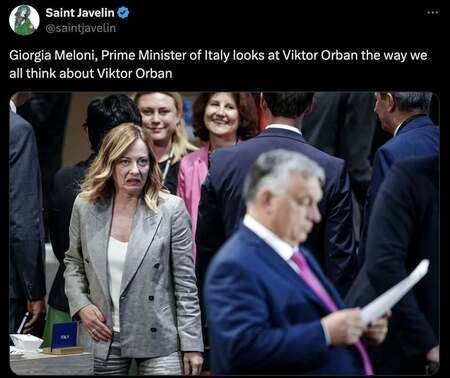 Saint Javelin
@saintjavelin
Giorgia Meloni, Prime Minister of Italy looks at Viktor Orban the way we
all think about Viktor Orban